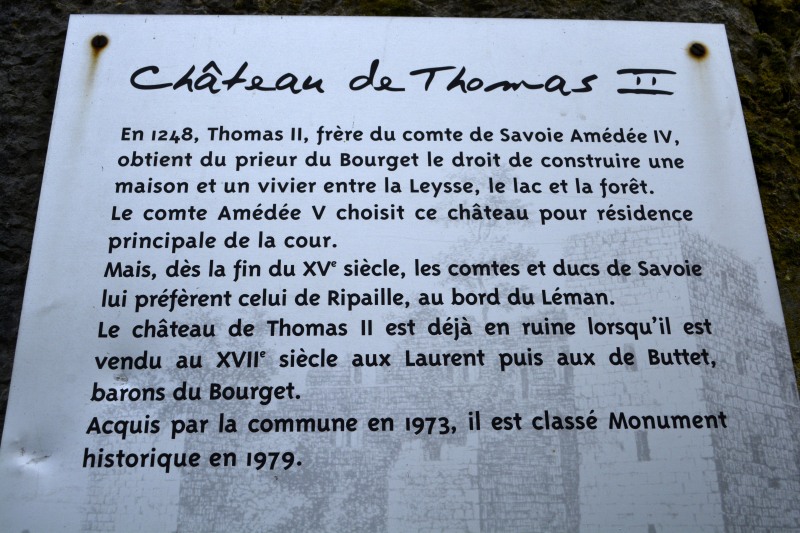 Château de Thomas II
En 1248, Thomas II, frère du comte de Savoie Amédée IV,
obtient du prieur du Bourget le droit de construire une
maison et un vivier entre la Leysse, le lac et la forêt.
Le comte Amédée V choisit ce château pour résidence
principale de la cour.
Mais, dès la fin du XVe siècle, les comtes et ducs de Savoie
lui préfèrent celui de Ripaille, au bord du Léman.
Le château de Thomas II est déjà en ruine lorsqu'il est
vendu au XVIIe siècle aux Laurent puis aux de Buttet,
barons du Bourget.
Acquis par la commune en 1973, il est classé Monument
historique en 1979.